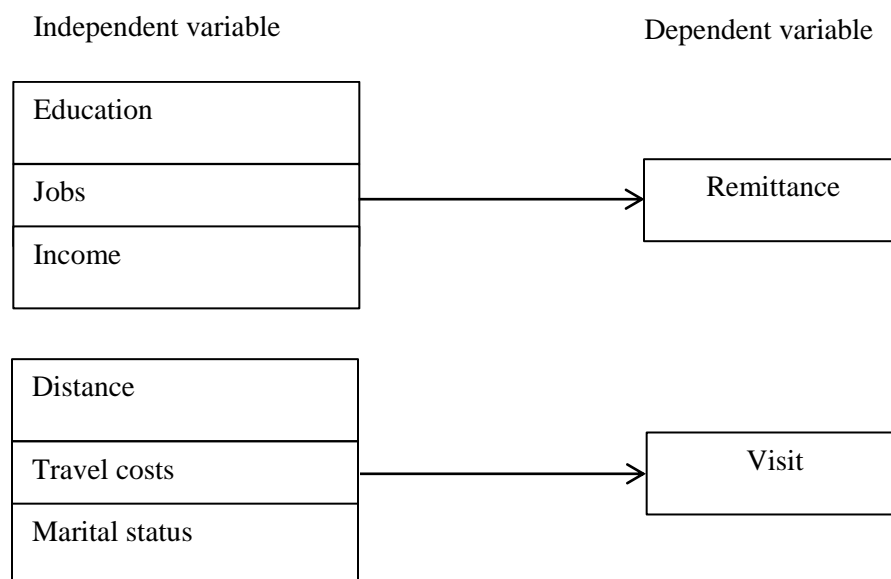 Independent variable
Dependent variable
Education
Jobs
Income
Remittance
Distance
Travel costs
Marital status
Visit